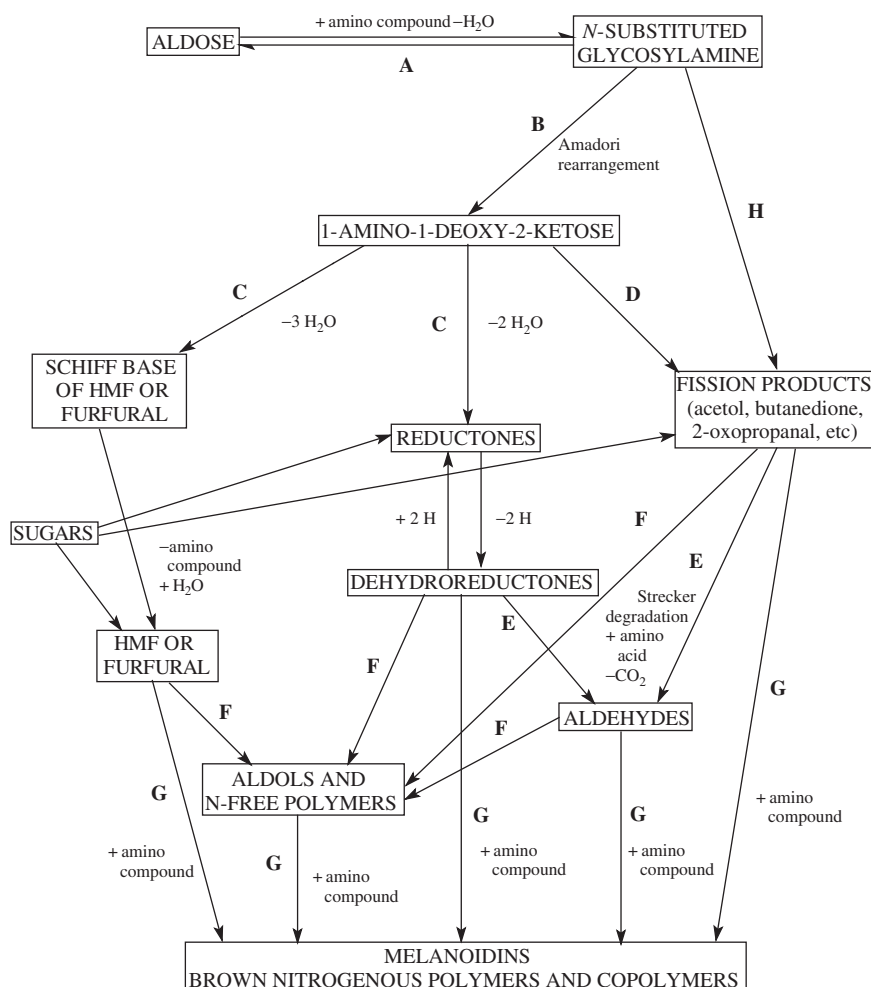 + amino compound –H₂O
ALDOSE
N-SUBSTITUTED
GLYCOSYLAMINE
A
B
Amadori
rearrangement
H
1-AMINO-1-DEOXY-2-KETOSE
C
–3 H₂O
C
–2 H₂O
D
SCHIFF BASE
OF HMF OR
FURFURAL
FISSION PRODUCTS
(acetol, butanedione,
2-oxopropanal, etc)
REDUCTONES
SUGARS
+ 2 H
–2 H
F
E
–amino
compound
+ H₂O
DEHYDROREDUCTONES
Strecker
degradation
+ amino
acid
–CO₂
E
HMF OR
FURFURAL
F
F
F
G
ALDEHYDES
ALDOLS AND
N-FREE POLYMERS
G
+ amino
compound
G
+ amino
compound
G
+ amino
compound
G
+ amino
compound
+ amino
compound
MELANOIDINS
BROWN NITROGENOUS POLYMERS AND COPOLYMERS